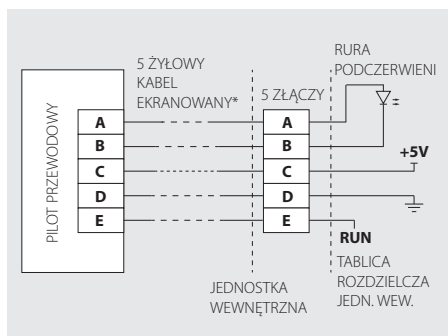 5 ŻYŁOWY
KABEL
EKRANOWANY*
5 ZŁĄCZY
RURA
PODCZERWIENI
PILOT PRZEWODOWY
A
B
C
D
E
A
B
C
D
E
+5V
RUN
JEDNOSTKA
WEWNĘTRZNA
TABLICA
ROZDZIELCZA
JEDN. WEW.